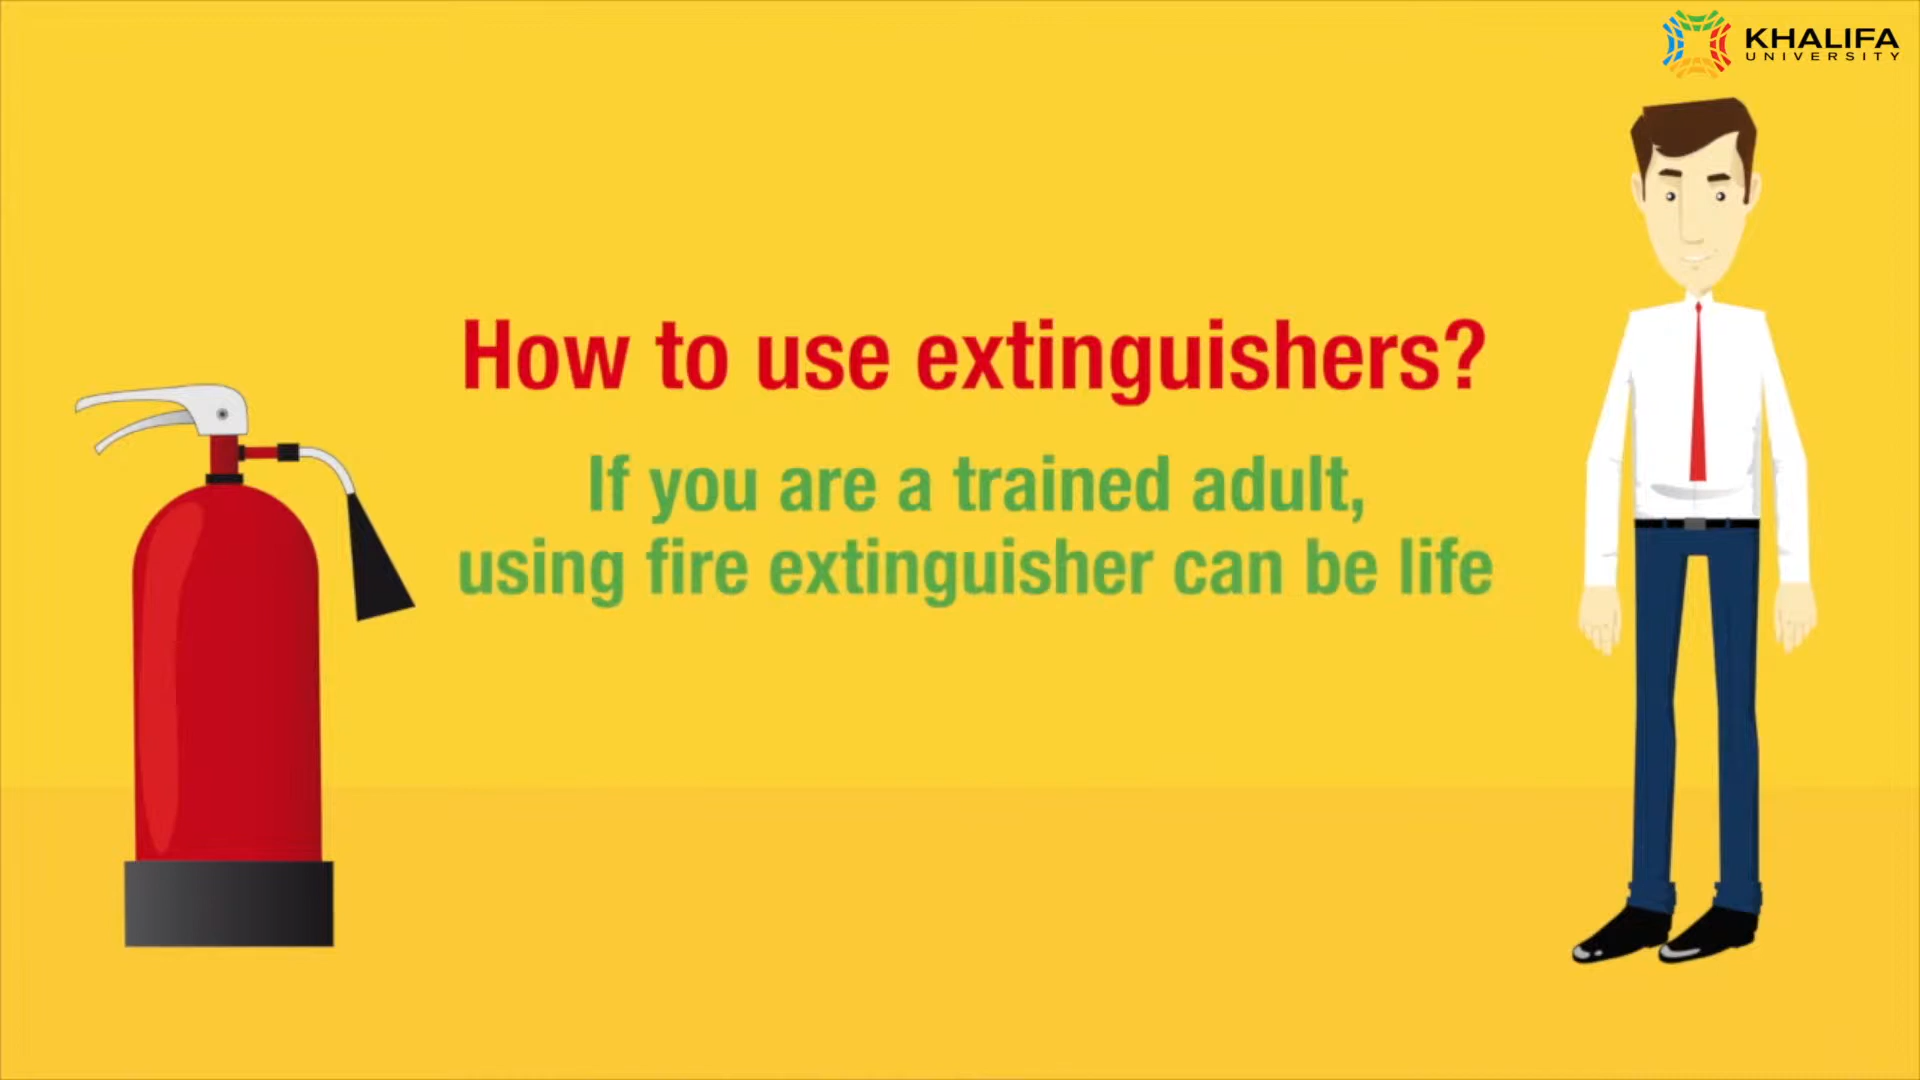 KHALIFA
UNIVERSITY
How to use extinguishers?
If you are a trained adult,
using fire extinguisher can be life